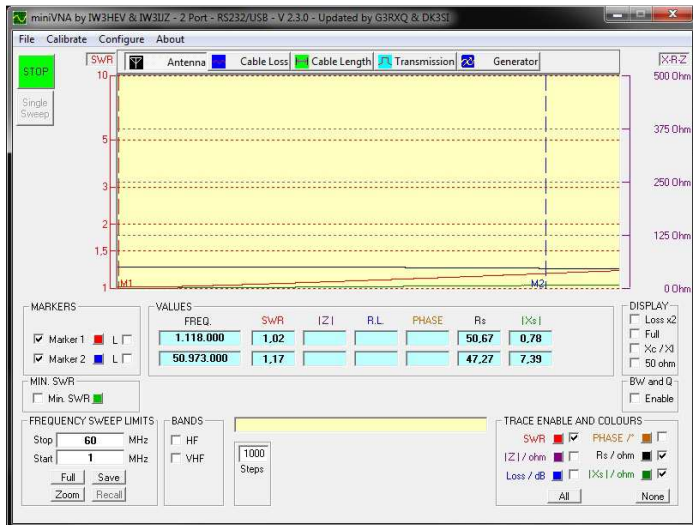 miniVNA by IW3HEV & IW3IJZ - 2 Port - RS232/USB - V 2.3.0 - Updated by G3RXQ & DK3SI
File Calibrate Configure About
STOP
Single Sweep
SWR
Antenna Cable Loss Cable Length Transmission Generator
X-R-Z
10 500 Ohm
375 Ohm
5
3 250 Ohm
2
1,5 125 Ohm
1 M1 M2 0 Ohm
MARKERS
Marker 1 L
Marker 2 L
VALUES
FREQ. SWR |Z| R.L. PHASE Rs |Xs|
1.118.000 1,02 50,67 0,78
50.973.000 1,17 47,27 7,39
DISPLAY
Loss x2
Full
Xc / Xl
50 ohm
MIN. SWR
Min. SWR
BW and Q
Enable
FREQUENCY SWEEP LIMITS
Stop 60 MHz
Start 1 MHz
Full Save
Zoom Recall
BANDS
HF
VHF
1000
Steps
TRACE ENABLE AND COLOURS
SWR PHASE /°
|Z| / ohm Rs / ohm
Loss / dB |Xs| / ohm
All None